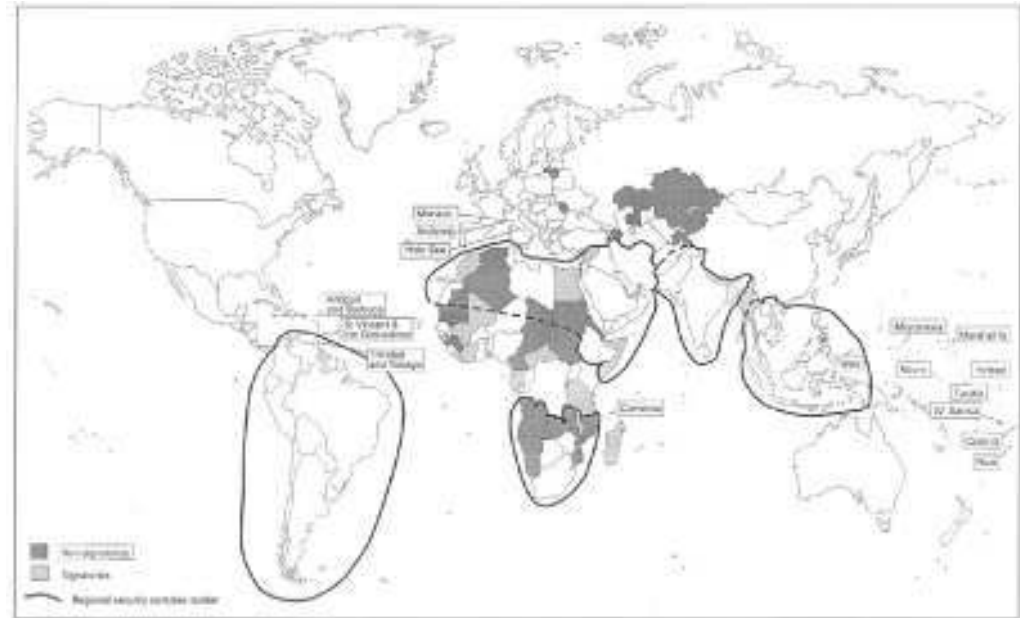 Monaco
Holy See
Antigua
and Barbuda
St Vincent &
the Grenadines
Trinidad
and Tobago
Comoros
Micronesia
Marshall Is
Nauru
Kiribati
Tuvalu
W. Samoa
Cook Is
Niue
Non-signatories
Signatories
Regional security complex border